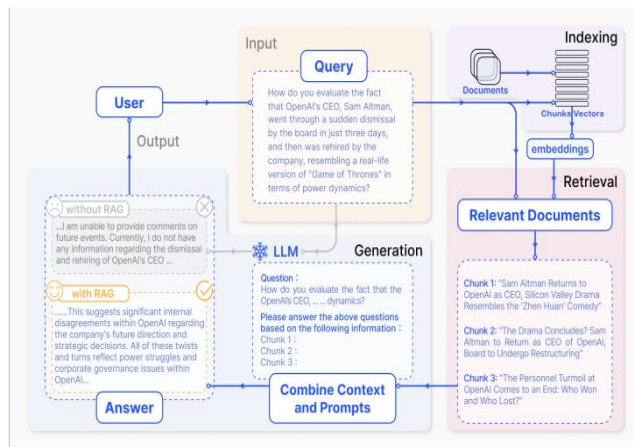 Input
Indexing
Query
User
Documents
How do you evaluate the fact
that OpenAI's CEO, Sam Altman,
went through a sudden dismissal
by the board in just three days,
and then was rehired by the
company, resembling a real-life
version of "Game of Thrones" in
terms of power dynamics?
Chunks Vectors
embeddings
Output
Retrieval
Relevant Documents
without RAG
...I am unable to provide comments on
future events. Currently, I do not have
any information regarding the dismissal
and rehiring of OpenAI's CEO ...
LLM
Generation
Question :
How do you evaluate the fact that the
OpenAI's CEO, ... ... dynamics?
Please answer the above questions
based on the following information :
Chunk 1 :
Chunk 2 :
Chunk 3 :
Chunk 1: "Sam Altman Returns to
OpenAI as CEO, Silicon Valley Drama
Resembles the 'Zhen Huan' Comedy"
Chunk 2: "The Drama Concludes? Sam
Altman to Return as CEO of OpenAI,
Board to Undergo Restructuring"
Chunk 3: "The Personnel Turmoil at
OpenAI Comes to an End: Who Won
and Who Lost?"
with RAG
......This suggests significant internal
disagreements within OpenAI regarding
the company's future direction and
strategic decisions. All of these twists
and turns reflect power struggles and
corporate governance issues within
OpenAI...
Answer
Combine Context
and Prompts